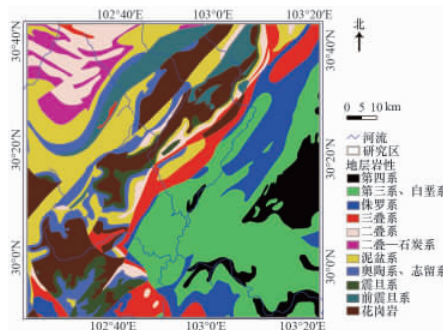 102°40′E
103°0′E
103°20′E
北
30°40′N
30°20′N
30°0′N
30°40′N
30°20′N
30°0′N
0 5 10 km
河流
研究区
地层岩性
第四系
第三系、白垩系
侏罗系
三叠系
二叠系
二叠—石炭系
泥盆系
奥陶系、志留系
震旦系
前震旦系
花岗岩
102°40′E
103°0′E
103°20′E